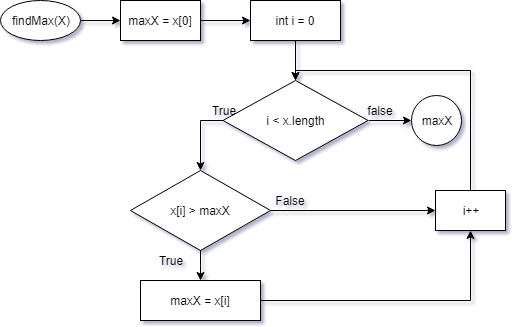 findMax(X)
maxX = x[0]
int i = 0
True
i < x.length
false
maxX
x[i] > maxX
False
i++
True
maxX = x[i]